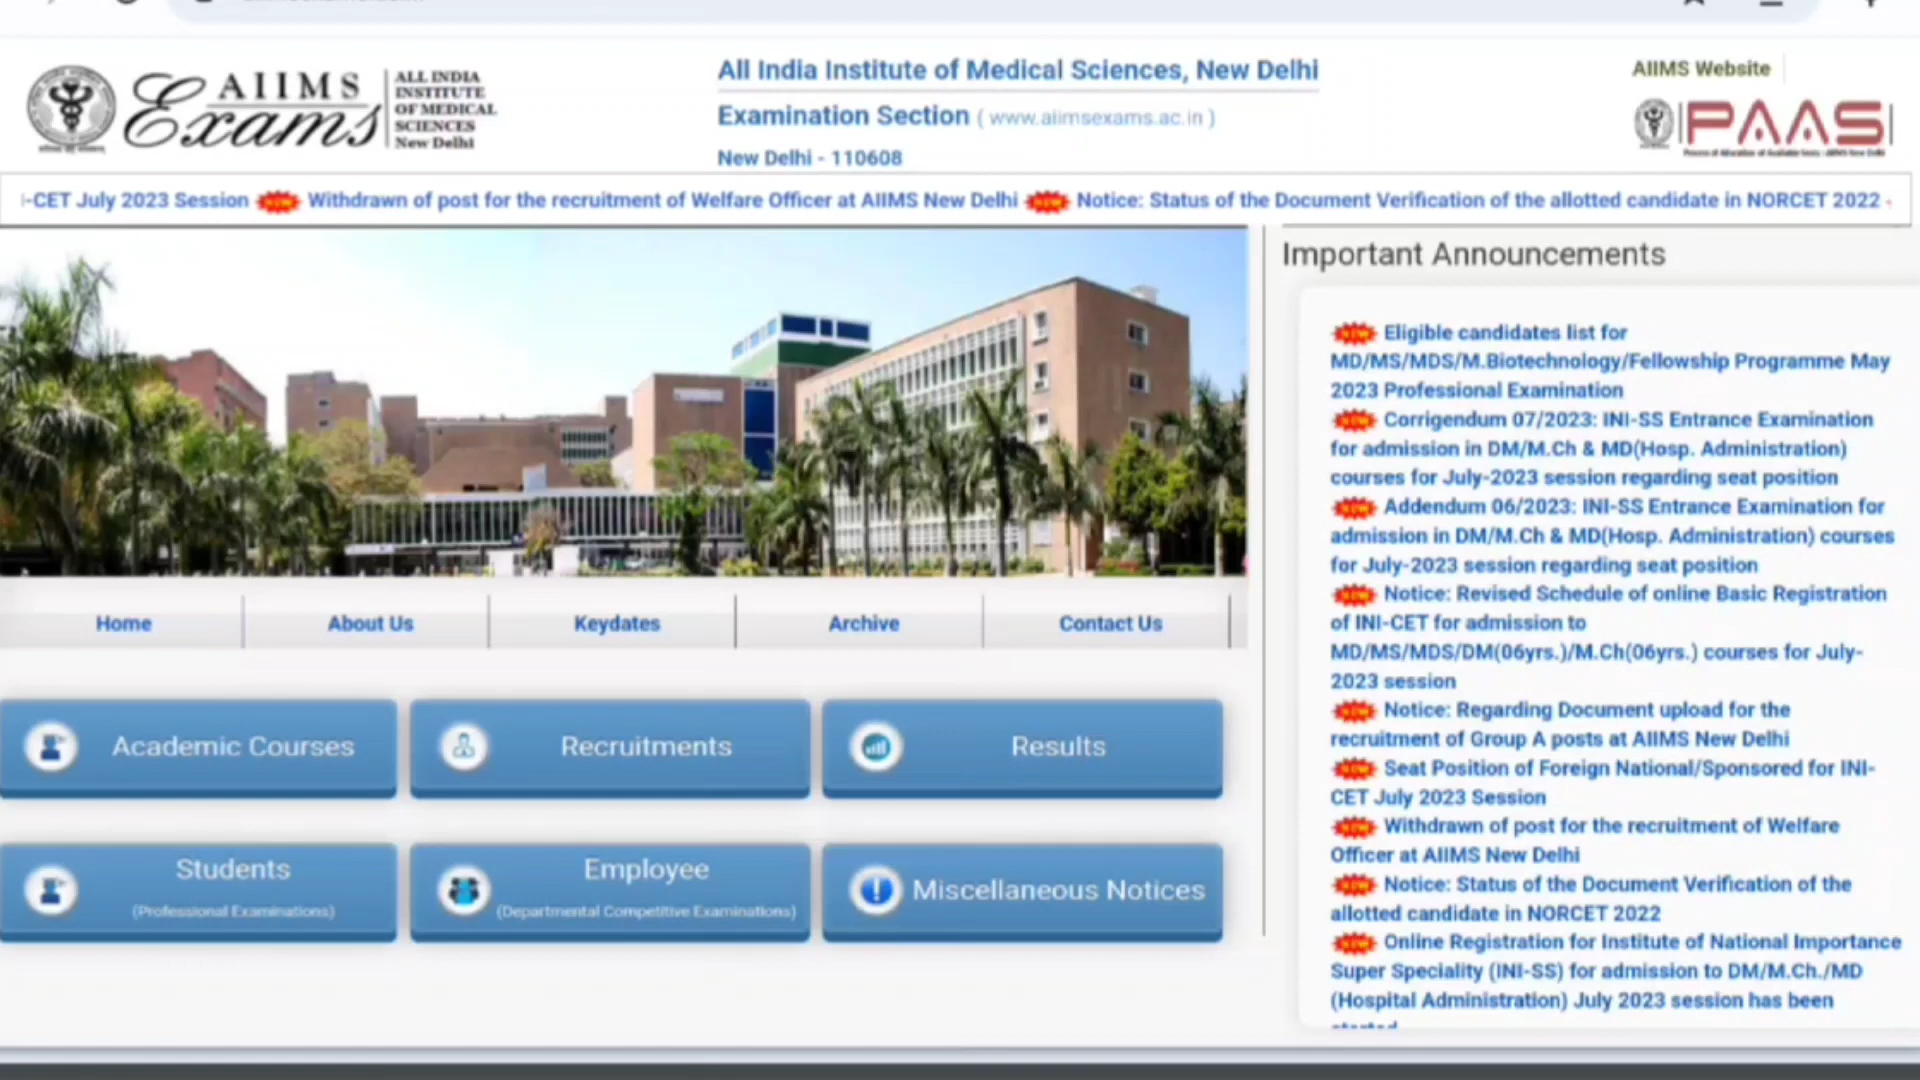 AIIMS
Exams
ALL INDIA
INSTITUTE
OF MEDICAL
SCIENCES
New Delhi
All India Institute of Medical Sciences, New Delhi
Examination Section ( www.aiimsexams.ac.in )
New Delhi - 110608
AIIMS Website
PAAS
-CET July 2023 Session NEW Withdrawn of post for the recruitment of Welfare Officer at AIIMS New Delhi NEW Notice: Status of the Document Verification of the allotted candidate in NORCET 2022
Important Announcements
NEW Eligible candidates list for
MD/MS/MDS/M.Biotechnology/Fellowship Programme May
2023 Professional Examination
NEW Corrigendum 07/2023: INI-SS Entrance Examination
for admission in DM/M.Ch & MD(Hosp. Administration)
courses for July-2023 session regarding seat position
NEW Addendum 06/2023: INI-SS Entrance Examination for
admission in DM/M.Ch & MD(Hosp. Administration) courses
for July-2023 session regarding seat position
NEW Notice: Revised Schedule of online Basic Registration
of INI-CET for admission to
MD/MS/MDS/DM(06yrs.)/M.Ch(06yrs.) courses for July-
2023 session
NEW Notice: Regarding Document upload for the
recruitment of Group A posts at AIIMS New Delhi
NEW Seat Position of Foreign National/Sponsored for INI-
CET July 2023 Session
NEW Withdrawn of post for the recruitment of Welfare
Officer at AIIMS New Delhi
NEW Notice: Status of the Document Verification of the
allotted candidate in NORCET 2022
NEW Online Registration for Institute of National Importance
Super Speciality (INI-SS) for admission to DM/M.Ch./MD
(Hospital Administration) July 2023 session has been
Home
About Us
Keydates
Archive
Contact Us
Academic Courses
Recruitments
Results
Students
(Professional Examinations)
Employee
(Departmental Competitive Examinations)
Miscellaneous Notices